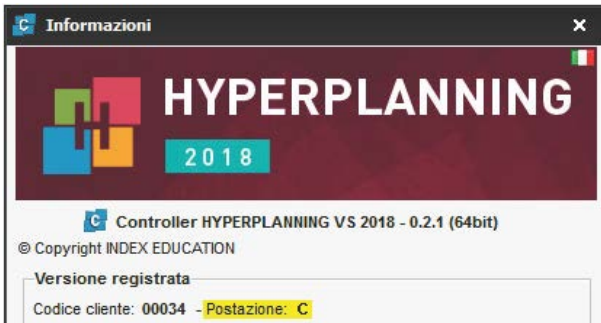 C Informazioni
H
HYPERPLANNING
2018
C Controller HYPERPLANNING VS 2018 - 0.2.1 (64bit)
© Copyright INDEX EDUCATION
Versione registrata
Codice cliente: 00034 - Postazione: C